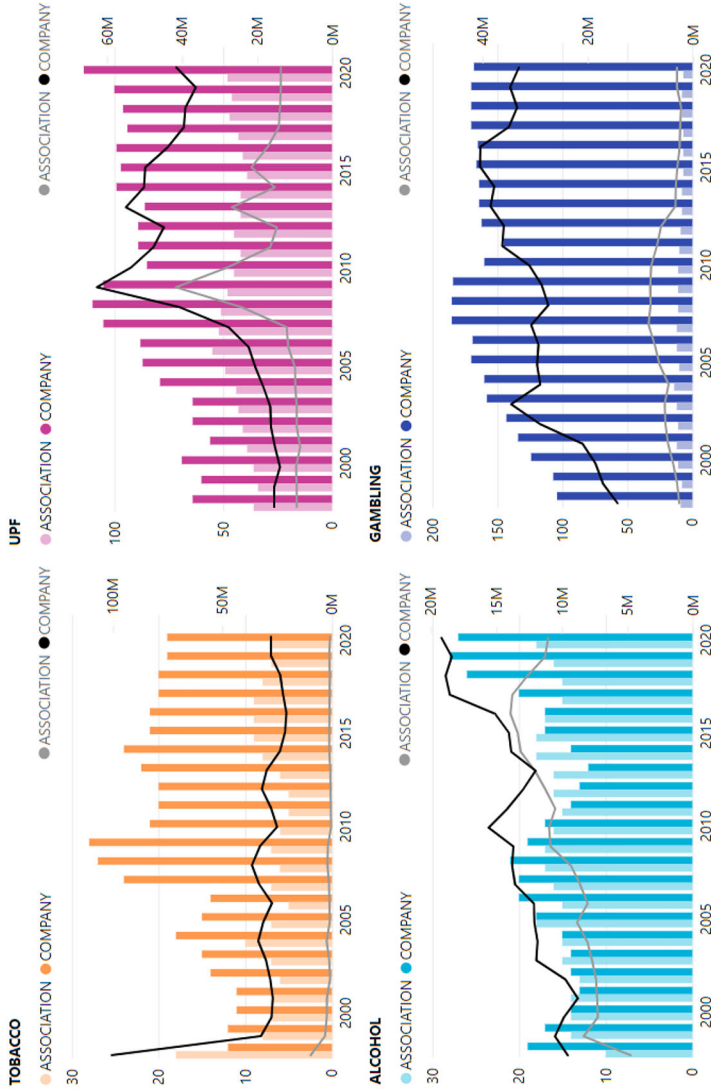 TOBACCO
ASSOCIATION COMPANY ASSOCIATION COMPANY
30
20
10
0
100M
50M
0M
2000 2005 2010 2015 2020
UPF
ASSOCIATION COMPANY ASSOCIATION COMPANY
100
50
0
60M
40M
20M
0M
2000 2005 2010 2015 2020
ALCOHOL
ASSOCIATION COMPANY ASSOCIATION COMPANY
30
20
10
0
20M
15M
10M
5M
0M
2000 2005 2010 2015 2020
GAMBLING
ASSOCIATION COMPANY ASSOCIATION COMPANY
200
150
100
50
0
40M
20M
0M
2000 2005 2010 2015 2020